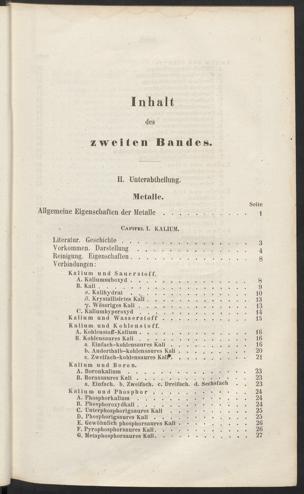 Inhalt
des
zweiten Bandes.
II. Unterabtheilung.
Metalle.
Seite
Allgemeine Eigenschaften der Metalle . . . . . . . . . . 1
CAPITEL I. KALIUM.
Literatur. Geschichte . . . . . . . . . . 3
Vorkommen. Darstellung . . . . . . . . . . 4
Reinigung. Eigenschaften . . . . . . . . . . 8
Verbindungen:
Kalium und Sauerstoff.
A. Kaliumsuboxyd . . . . . . . . . . 8
B. Kali . . . . . . . . . . 9
α. Kalihydrat . . . . . . . . . . 10
β. Krystallisirtes Kali . . . . . . . . . . 13
γ. Wässriges Kali . . . . . . . . . . 13
C. Kaliumhyperoxyd . . . . . . . . . . 14
Kalium und Wasserstoff . . . . . . . . . . 15
Kalium und Kohlenstoff.
A. Kohlenstoff-Kalium . . . . . . . . . . 16
B. Kohlensaures Kali . . . . . . . . . . 16
a. Einfach-kohlensaures Kali . . . . . . . . . . 16
b. Anderthalb-kohlensaures Kali . . . . . . . . . . 20
c. Zweifach-kohlensaures Kali . . . . . . . . . . 21
Kalium und Boron.
A. Boronkalium . . . . . . . . . . 23
B. Boraxsaures Kali . . . . . . . . . . 23
a. Einfach. b. Zweifach. c. Dreifach. d. Sechsfach . . 23
Kalium und Phosphor . . . . . . . . . . 24
A. Phosphorkalium . . . . . . . . . . 24
B. Phosphoroxydkali . . . . . . . . . . 24
C. Unterphosphorigsaures Kali . . . . . . . . . . 25
D. Phosphorigsaures Kali . . . . . . . . . . 25
E. Gewöhnlich phosphorsaures Kali . . . . . . . . . . 26
F. Pyrophosphorsaures Kali . . . . . . . . . . 26
G. Metaphosphorsaures Kali . . . . . . . . . . 27